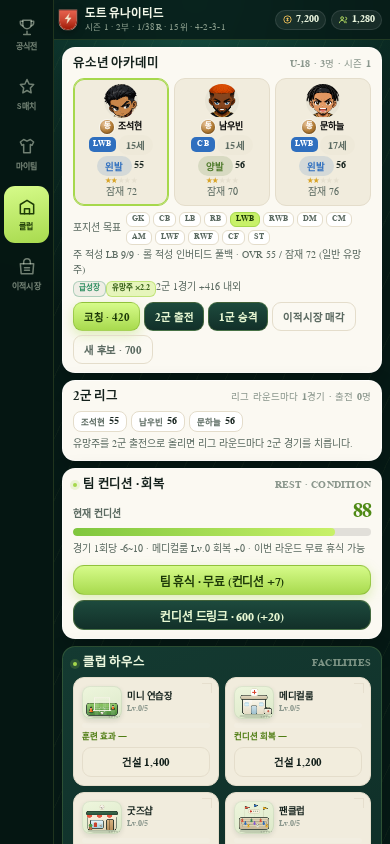 도트 유나이티드
시즌 1 · 2부 · 1/38R · 15위 · 4-2-3-1
7,200
1,280
공식전
S매치
마이팀
클럽
이적시장
유소년 아카데미
U-18 · 3명 · 시즌 1
조석현
LWB 15세
왼발 55
잠재 72
남우빈
CB 15세
양발 56
잠재 70
문하늘
LWB 17세
왼발 56
잠재 76
포지션 목표
GK CB LB RB LWB RWB DM CM
AM LWF RWF CF ST
주 적성 LB 9/9 · 롤 적성 인버티드 풀백 · OVR 55 / 잠재 72 (일반 유망주)
급성장 유망주 ×2.2 2군 1경기 +416 내외
코칭 · 420
2군 출전
1군 승격
이적시장 매각
새 후보 · 700
2군 리그
리그 라운드마다 1경기 · 출전 0명
조석현 55
남우빈 56
문하늘 56
유망주를 2군 출전으로 올리면 리그 라운드마다 2군 경기를 치릅니다.
팀 컨디션 · 회복
REST · CONDITION
현재 컨디션
88
경기 1회당 -6~10 · 메디컬룸 Lv.0 회복 +0 · 이번 라운드 무료 휴식 가능
팀 휴식 · 무료 (컨디션 +7)
컨디션 드링크 · 600 (+20)
클럽 하우스
FACILITIES
미니 연습장
Lv.0/5
훈련 효과 —
건설 1,400
메디컬룸
Lv.0/5
컨디션 회복 —
건설 1,200
굿즈샵
Lv.0/5
팬클럽
Lv.0/5